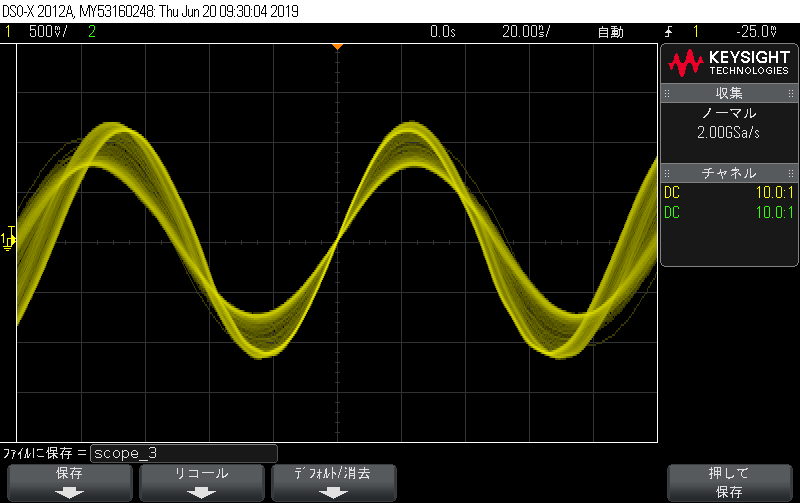 DSO-X 2012A, MY53160248: Thu Jun 20 09:30:04 2019
1 500㎷/ 2 0.0s 20.00㎲/ 自動 1 -25.0㎷
KEYSIGHT
TECHNOLOGIES
収集
ノーマル
2.00GSa/s
チャネル
DC 10.0:1
DC 10.0:1
1
T
ファイルに保存 = scope_3
保存
リコール
デフォルト/消去
押して
保存